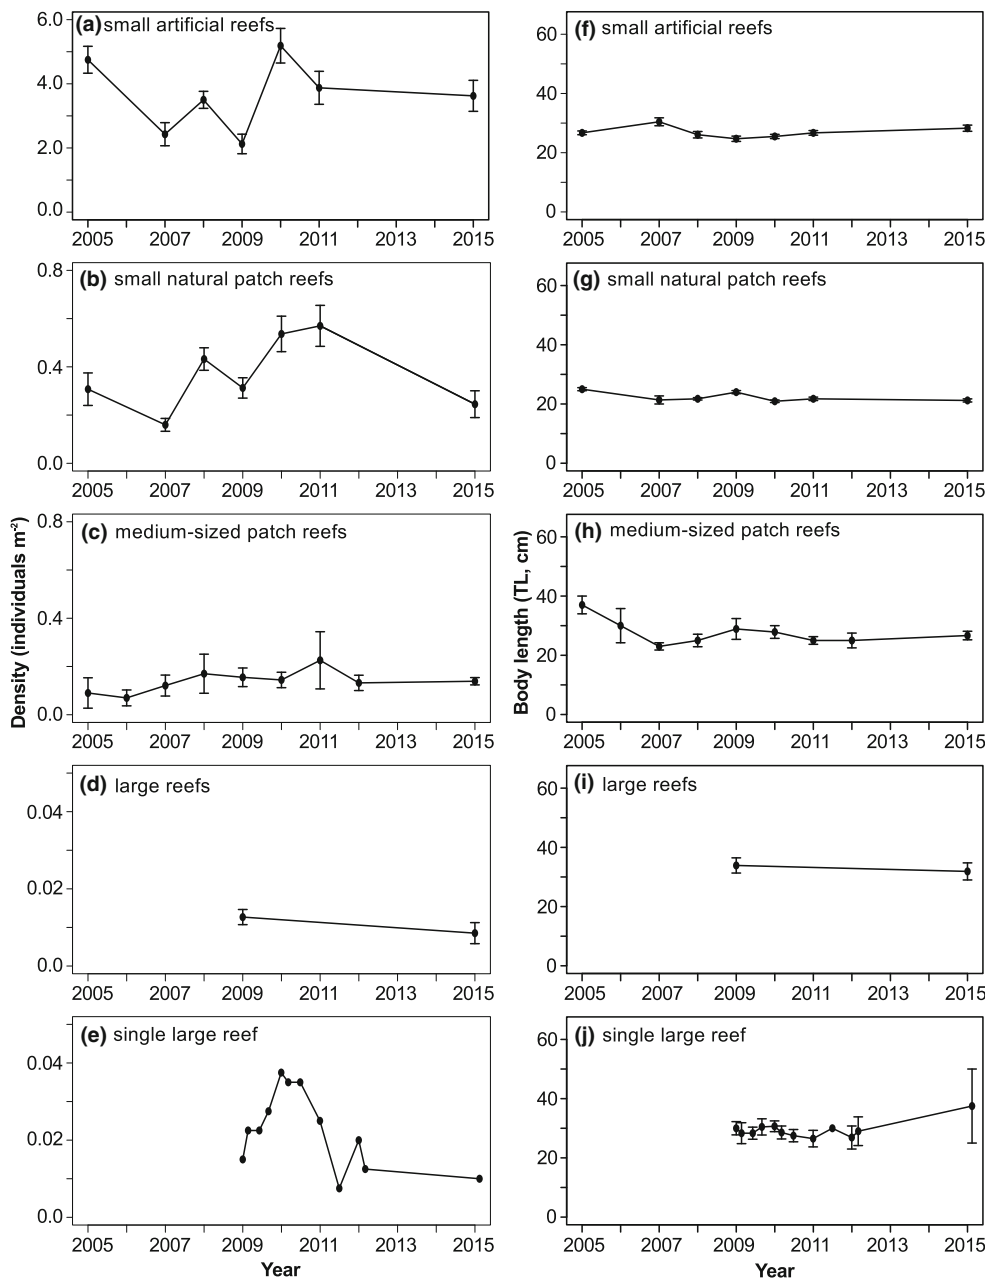 (a) small artificial reefs
6.0
4.0
2.0
0.0
2005 2007 2009 2011 2013 2015
(f) small artificial reefs
60
40
20
0
2005 2007 2009 2011 2013 2015
(b) small natural patch reefs
0.8
0.4
0.0
2005 2007 2009 2011 2013 2015
(g) small natural patch reefs
60
40
20
0
2005 2007 2009 2011 2013 2015
Density (individuals m-2)
(c) medium-sized patch reefs
0.8
0.4
0.0
2005 2007 2009 2011 2013 2015
Body length (TL, cm)
(h) medium-sized patch reefs
60
40
20
0
2005 2007 2009 2011 2013 2015
(d) large reefs
0.04
0.02
0.0
2005 2007 2009 2011 2013 2015
(i) large reefs
60
40
20
0
2005 2007 2009 2011 2013 2015
(e) single large reef
0.04
0.02
0.0
2005 2007 2009 2011 2013 2015
Year
(j) single large reef
60
40
20
0
2005 2007 2009 2011 2013 2015
Year